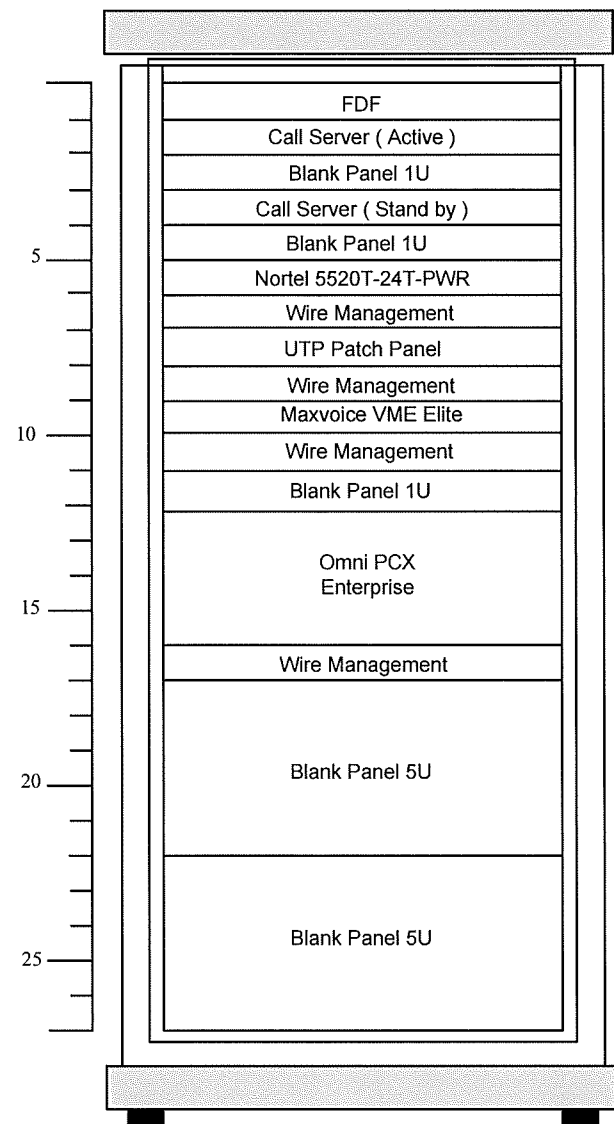 FDF
Call Server ( Active )
Blank Panel 1U
Call Server ( Stand by )
Blank Panel 1U
5
Nortel 5520T-24T-PWR
Wire Management
UTP Patch Panel
Wire Management
Maxvoice VME Elite
10
Wire Management
Blank Panel 1U
Omni PCX
Enterprise
15
Wire Management
Blank Panel 5U
20
Blank Panel 5U
25